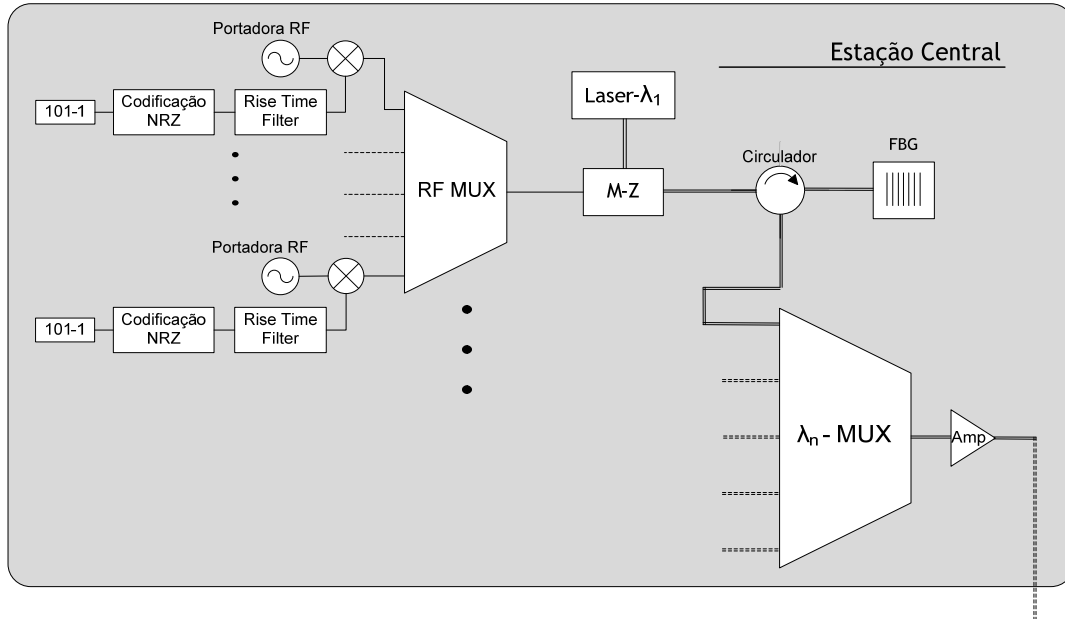 Portadora RF
Estação Central
101-1
Codificação
NRZ
Rise Time
Filter
Laser-λ1
RF MUX
M-Z
Circulador
FBG
Portadora RF
101-1
Codificação
NRZ
Rise Time
Filter
λn - MUX
Amp